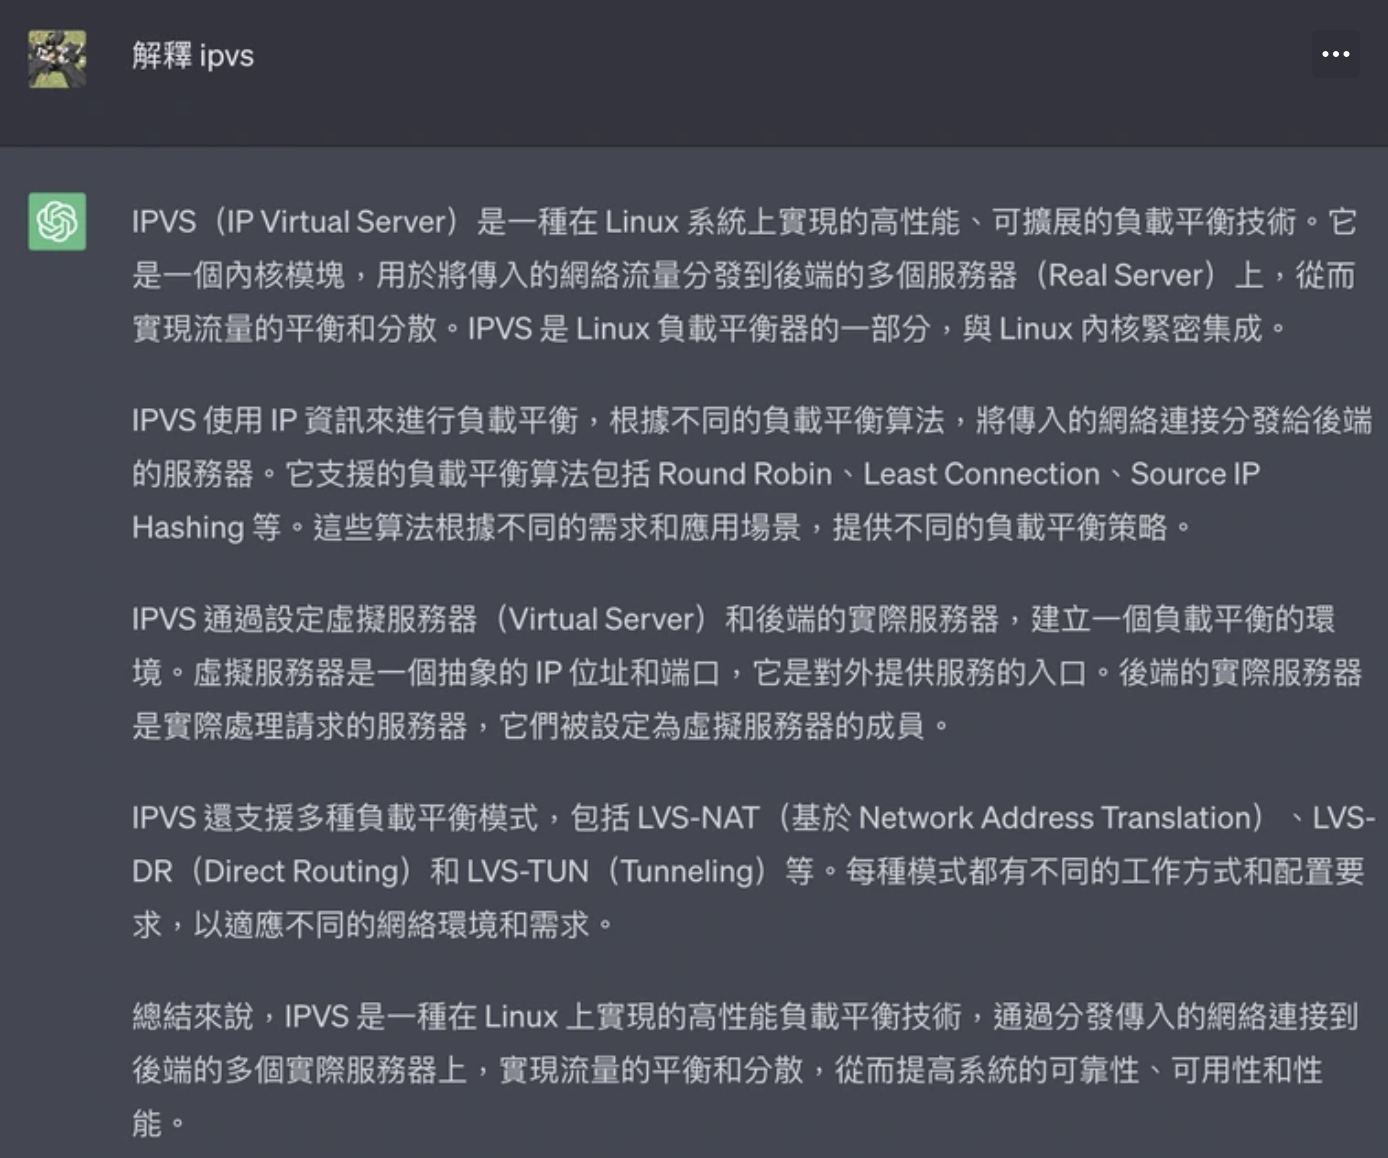 解釋 ipvs
IPVS（IP Virtual Server）是一種在 Linux 系統上實現的高性能、可擴展的負載平衡技術。它
是一個內核模塊，用於將傳入的網絡流量分發到後端的多個服務器（Real Server）上，從而
實現流量的平衡和分散。IPVS 是 Linux 負載平衡器的一部分，與 Linux 內核緊密集成。
IPVS 使用 IP 資訊來進行負載平衡，根據不同的負載平衡算法，將傳入的網絡連接分發給後端
的服務器。它支援的負載平衡算法包括 Round Robin、Least Connection、Source IP
Hashing 等。這些算法根據不同的需求和應用場景，提供不同的負載平衡策略。
IPVS 通過設定虛擬服務器（Virtual Server）和後端的實際服務器，建立一個負載平衡的環
境。虛擬服務器是一個抽象的 IP 位址和端口，它是對外提供服務的入口。後端的實際服務器
是實際處理請求的服務器，它們被設定為虛擬服務器的成員。
IPVS 還支援多種負載平衡模式，包括 LVS-NAT（基於 Network Address Translation）、LVS-
DR（Direct Routing）和 LVS-TUN（Tunneling）等。每種模式都有不同的工作方式和配置要
求，以適應不同的網絡環境和需求。
總結來說，IPVS 是一種在 Linux 上實現的高性能負載平衡技術，通過分發傳入的網絡連接到
後端的多個實際服務器上，實現流量的平衡和分散，從而提高系統的可靠性、可用性和性
能。